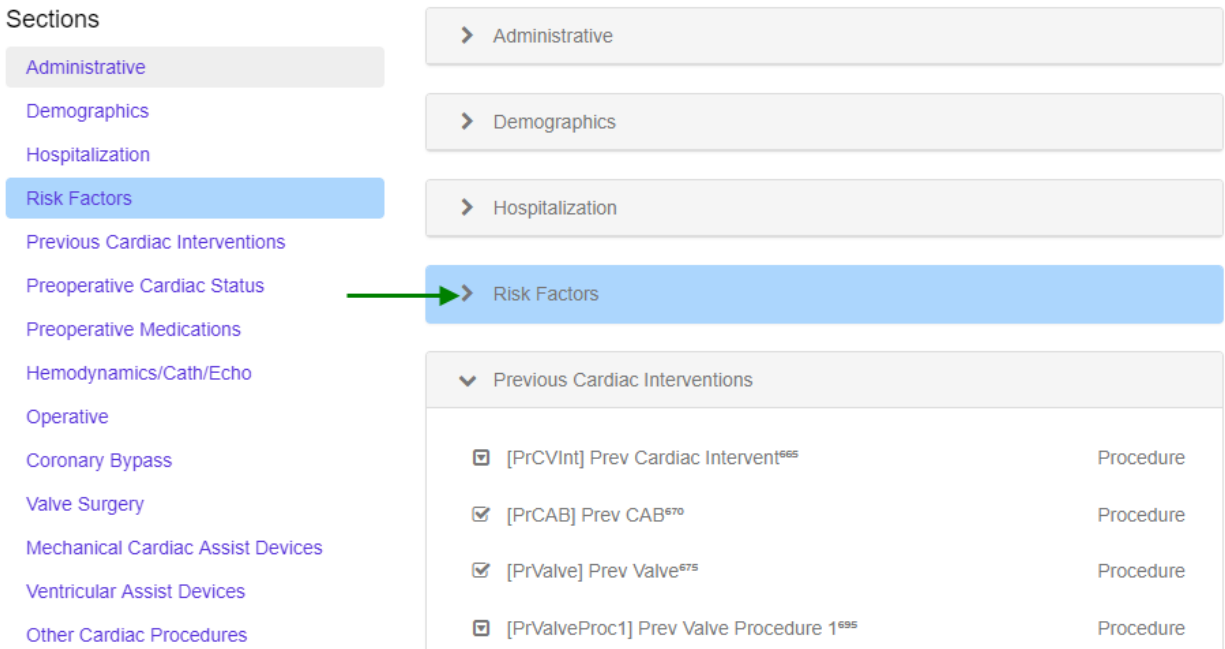 Sections
Administrative
Demographics
Hospitalization
Risk Factors
Previous Cardiac Interventions
Preoperative Cardiac Status
Preoperative Medications
Hemodynamics/Cath/Echo
Operative
Coronary Bypass
Valve Surgery
Mechanical Cardiac Assist Devices
Ventricular Assist Devices
Other Cardiac Procedures
Administrative
Demographics
Hospitalization
Risk Factors
Previous Cardiac Interventions
[PrCVInt] Prev Cardiac Intervent⁶⁶⁵ Procedure
[PrCAB] Prev CAB⁶⁷⁰ Procedure
[PrValve] Prev Valve⁶⁷⁵ Procedure
[PrValveProc1] Prev Valve Procedure 1⁶⁹⁵ Procedure